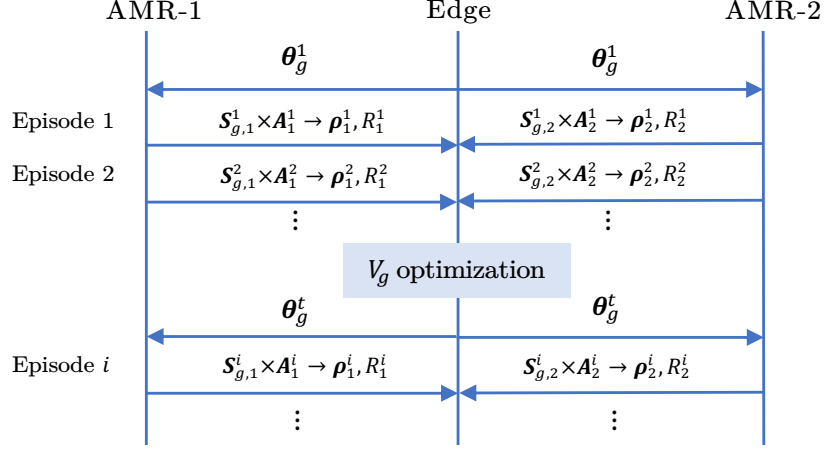 AMR-1 Edge AMR-2
𝜽_g^1 𝜽_g^1
Episode 1 𝑺_{g,1}^1 × 𝑨_1^1 → 𝝆_1^1, R_1^1 𝑺_{g,2}^1 × 𝑨_2^1 → 𝝆_2^1, R_2^1
Episode 2 𝑺_{g,1}^2 × 𝑨_1^2 → 𝝆_1^2, R_1^2 𝑺_{g,2}^2 × 𝑨_2^2 → 𝝆_2^2, R_2^2
⋮ ⋮
V_g optimization
𝜽_g^t 𝜽_g^t
Episode i 𝑺_{g,1}^i × 𝑨_1^i → 𝝆_1^i, R_1^i 𝑺_{g,2}^i × 𝑨_2^i → 𝝆_2^i, R_2^i
⋮ ⋮